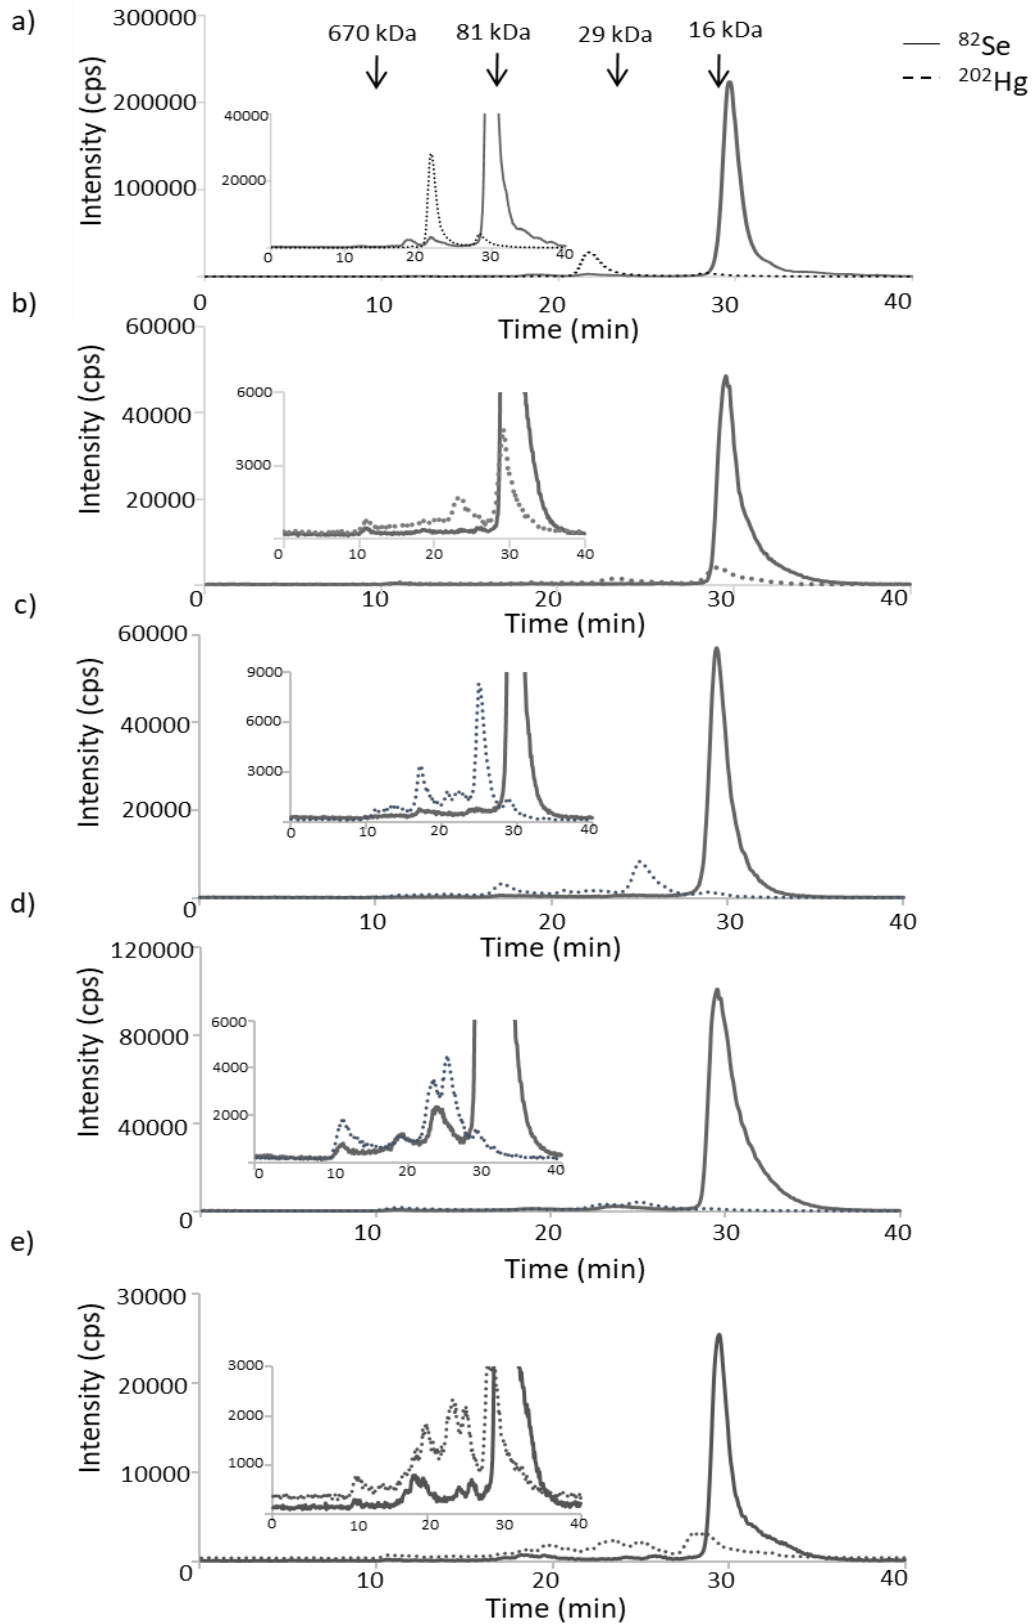 a)
300000
200000
100000
Intensity (cps)
670 kDa 81 kDa 29 kDa 16 kDa
⁸²Se
²⁰²Hg
40000
20000
0 10 20 30 40
0 10 20 30 40
Time (min)
b)
60000
40000
20000
Intensity (cps)
6000
3000
0 10 20 30 40
0 10 20 30 40
Time (min)
c)
60000
40000
20000
0
Intensity (cps)
9000
6000
3000
0 10 20 30 40
10 20 30 40
Time (min)
d)
120000
80000
40000
0
Intensity (cps)
6000
4000
2000
0 10 20 30 40
10 20 30 40
Time (min)
e)
30000
20000
10000
0
Intensity (cps)
3000
2000
1000
0 10 20 30 40
10 20 30 40
Time (min)